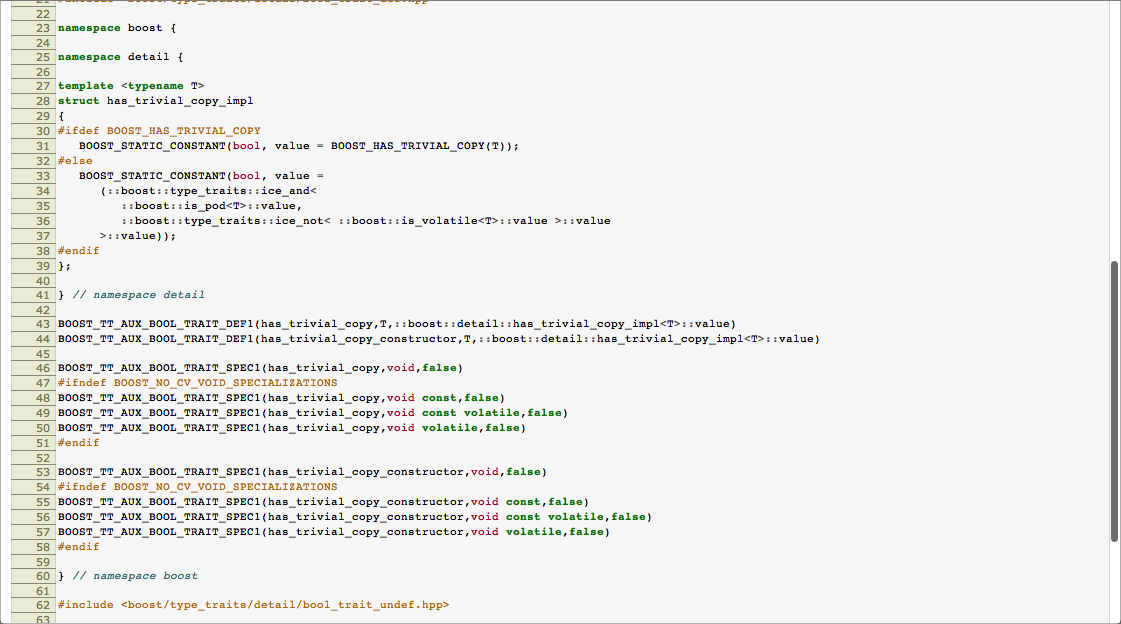 22
23 namespace boost {
24
25 namespace detail {
26
27 template <typename T>
28 struct has_trivial_copy_impl
29 {
30 #ifdef BOOST_HAS_TRIVIAL_COPY
31    BOOST_STATIC_CONSTANT(bool, value = BOOST_HAS_TRIVIAL_COPY(T));
32 #else
33    BOOST_STATIC_CONSTANT(bool, value =
34       (::boost::type_traits::ice_and<
35          ::boost::is_pod<T>::value,
36          ::boost::type_traits::ice_not< ::boost::is_volatile<T>::value >::value
37       >::value));
38 #endif
39 };
40
41 } // namespace detail
42
43 BOOST_TT_AUX_BOOL_TRAIT_DEF1(has_trivial_copy,T,::boost::detail::has_trivial_copy_impl<T>::value)
44 BOOST_TT_AUX_BOOL_TRAIT_DEF1(has_trivial_copy_constructor,T,::boost::detail::has_trivial_copy_impl<T>::value)
45
46 BOOST_TT_AUX_BOOL_TRAIT_SPEC1(has_trivial_copy,void,false)
47 #ifndef BOOST_NO_CV_VOID_SPECIALIZATIONS
48 BOOST_TT_AUX_BOOL_TRAIT_SPEC1(has_trivial_copy,void const,false)
49 BOOST_TT_AUX_BOOL_TRAIT_SPEC1(has_trivial_copy,void const volatile,false)
50 BOOST_TT_AUX_BOOL_TRAIT_SPEC1(has_trivial_copy,void volatile,false)
51 #endif
52
53 BOOST_TT_AUX_BOOL_TRAIT_SPEC1(has_trivial_copy_constructor,void,false)
54 #ifndef BOOST_NO_CV_VOID_SPECIALIZATIONS
55 BOOST_TT_AUX_BOOL_TRAIT_SPEC1(has_trivial_copy_constructor,void const,false)
56 BOOST_TT_AUX_BOOL_TRAIT_SPEC1(has_trivial_copy_constructor,void const volatile,false)
57 BOOST_TT_AUX_BOOL_TRAIT_SPEC1(has_trivial_copy_constructor,void volatile,false)
58 #endif
59
60 } // namespace boost
61
62 #include <boost/type_traits/detail/bool_trait_undef.hpp>
63